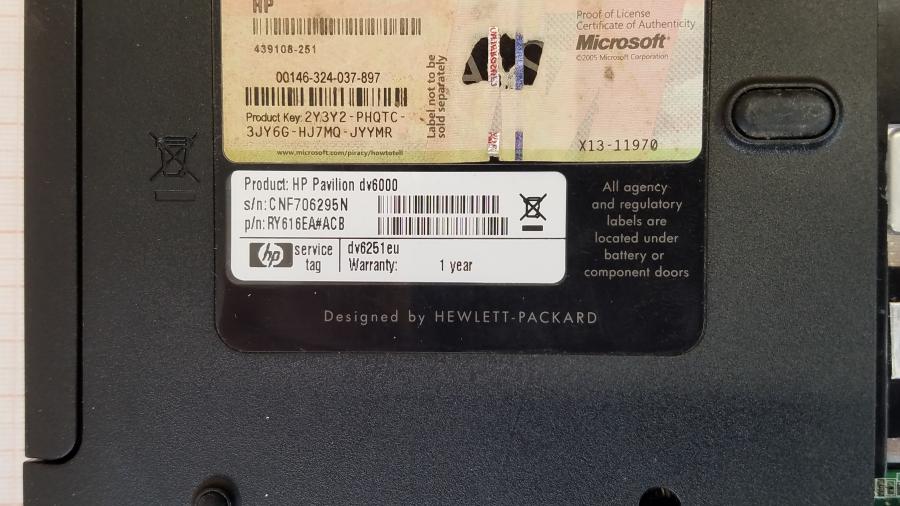 HP
439108-251
00146-324-037-897
Product Key: 2Y3Y2-PHQTC-
3JY6G-HJ7MQ-JYYMR
www.microsoft.com/piracy/howtotell
Label not to be
sold separately
Proof of License
Certificate of Authenticity
Microsoft®
©2005 Microsoft Corporation
X13-11970
Product: HP Pavilion dv6000
s/n: CNF706295N
p/n: RY616EA#ACB
hp service
tag
dv6251eu
Warranty: 1 year
All agency
and regulatory
labels are
located under
battery or
component doors
Designed by HEWLETT-PACKARD